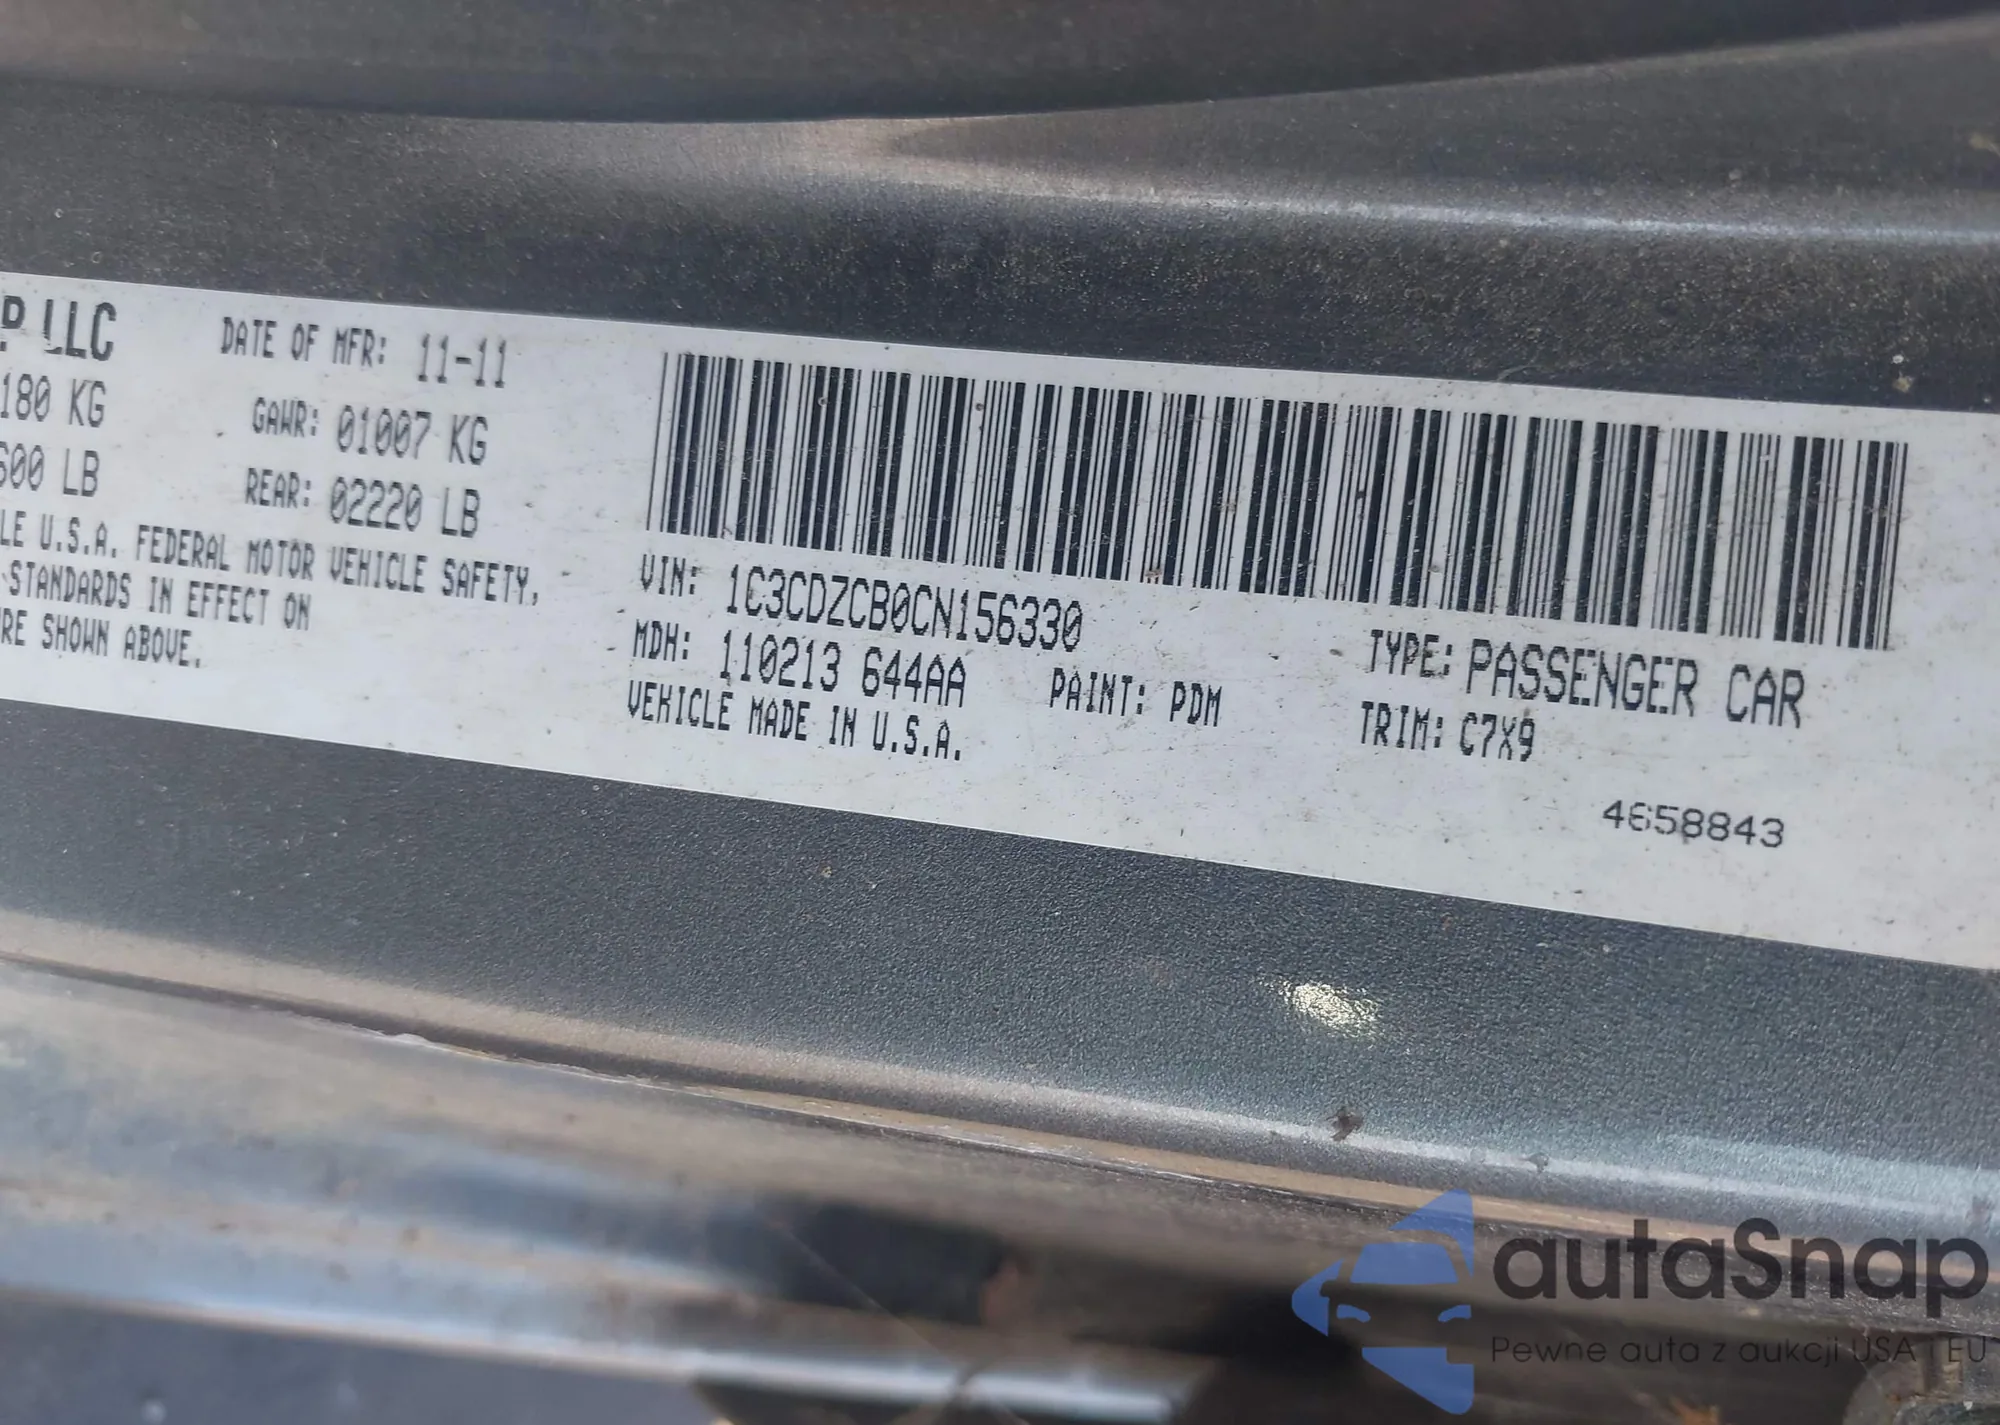 P LLC
DATE OF MFR: 11-11
180 KG
GAWR: 01007 KG
600 LB
REAR: 02220 LB
LE U.S.A. FEDERAL MOTOR VEHICLE SAFETY,
STANDARDS IN EFFECT ON
RE SHOWN ABOVE.
VIN: 1C3CDZCB0CN156330
MDH: 110213 644AA
PAINT: PDM
VEHICLE MADE IN U.S.A.
TYPE: PASSENGER CAR
TRIM: C7X9
4658843
autaSnap
Pewne auta z aukcji USA i EU